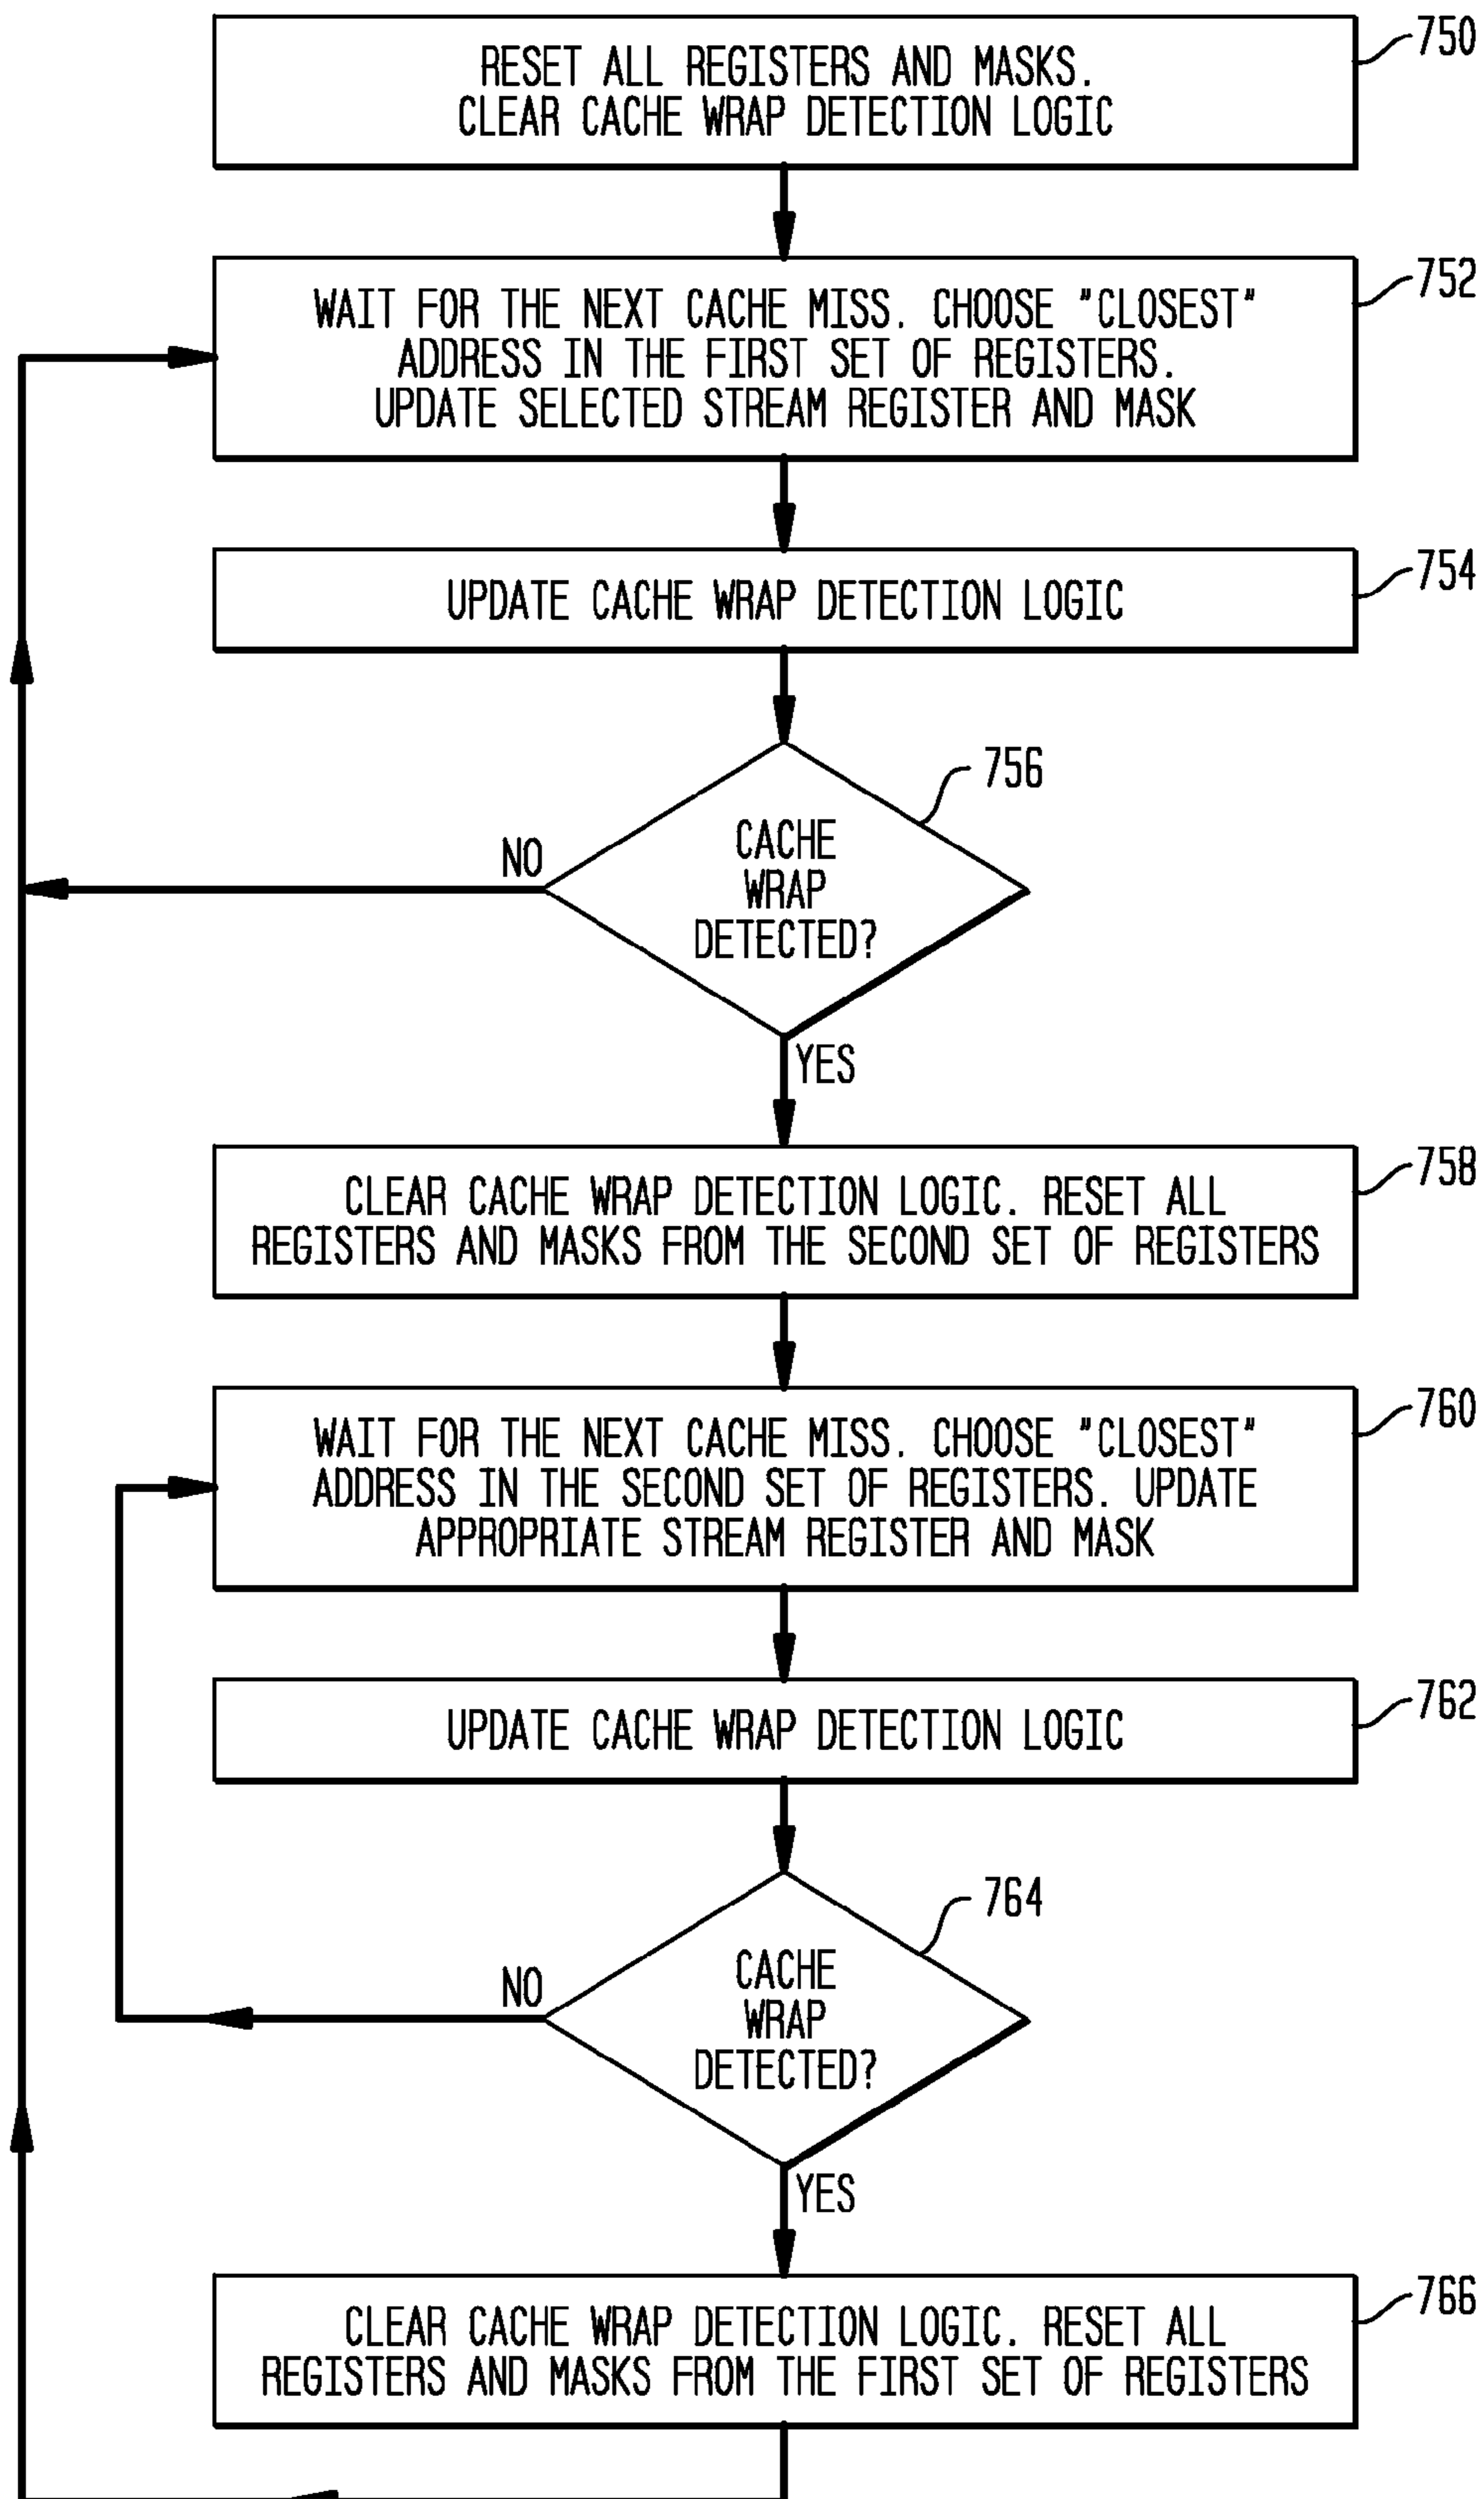 750
RESET ALL REGISTERS AND MASKS.
CLEAR CACHE WRAP DETECTION LOGIC
752
WAIT FOR THE NEXT CACHE MISS. CHOOSE "CLOSEST"
ADDRESS IN THE FIRST SET OF REGISTERS.
UPDATE SELECTED STREAM REGISTER AND MASK
754
UPDATE CACHE WRAP DETECTION LOGIC
756
CACHE
WRAP
DETECTED?
NO
YES
758
CLEAR CACHE WRAP DETECTION LOGIC. RESET ALL
REGISTERS AND MASKS FROM THE SECOND SET OF REGISTERS
760
WAIT FOR THE NEXT CACHE MISS. CHOOSE "CLOSEST"
ADDRESS IN THE SECOND SET OF REGISTERS. UPDATE
APPROPRIATE STREAM REGISTER AND MASK
762
UPDATE CACHE WRAP DETECTION LOGIC
764
CACHE
WRAP
DETECTED?
NO
YES
766
CLEAR CACHE WRAP DETECTION LOGIC. RESET ALL
REGISTERS AND MASKS FROM THE FIRST SET OF REGISTERS